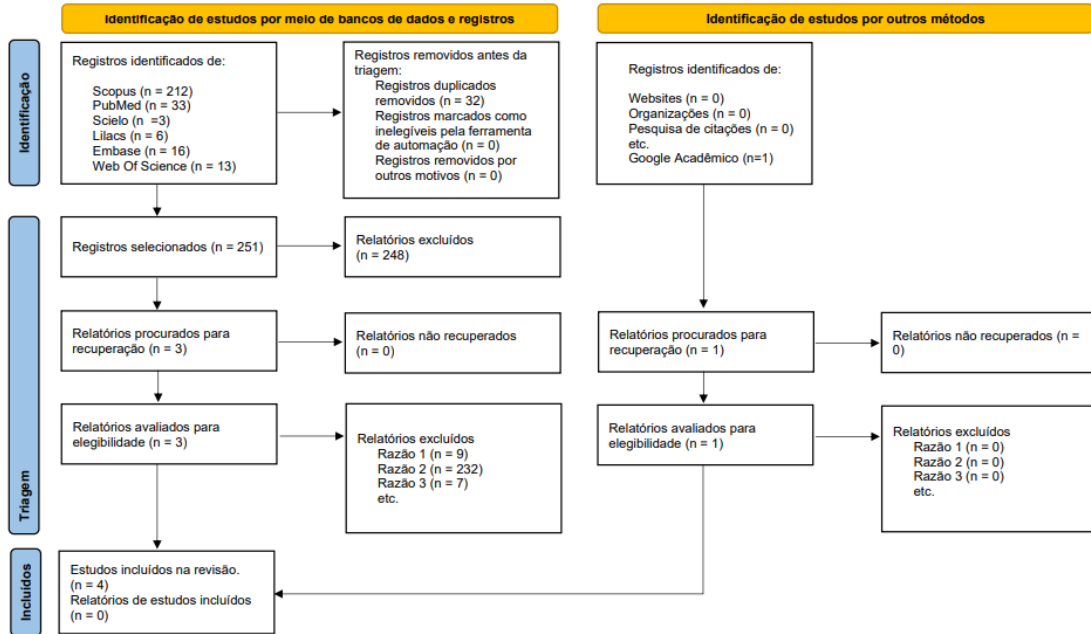 Identificação de estudos por meio de bancos de dados e registros
Identificação de estudos por outros métodos
Identificação
Registros identificados de:
Scopus (n = 212)
PubMed (n = 33)
Scielo (n =3)
Lilacs (n = 6)
Embase (n = 16)
Web Of Science (n = 13)
Registros removidos antes da
triagem:
Registros duplicados
removidos (n = 32)
Registros marcados como
inelegíveis pela ferramenta
de automação (n = 0)
Registros removidos por
outros motivos (n = 0)
Registros identificados de:
Websites (n = 0)
Organizações (n = 0)
Pesquisa de citações (n = 0)
etc.
Google Acadêmico (n=1)
Triagem
Registros selecionados (n = 251)
Relatórios excluídos
(n = 248)
Relatórios procurados para
recuperação (n = 3)
Relatórios não recuperados
(n = 0)
Relatórios procurados para
recuperação (n = 1)
Relatórios não recuperados (n =
0)
Relatórios avaliados para
elegibilidade (n = 3)
Relatórios excluídos
Razão 1 (n = 9)
Razão 2 (n = 232)
Razão 3 (n = 7)
etc.
Relatórios avaliados para
elegibilidade (n = 1)
Relatórios excluídos
Razão 1 (n = 0)
Razão 2 (n = 0)
Razão 3 (n = 0)
etc.
Incluídos
Estudos incluídos na revisão.
(n = 4)
Relatórios de estudos incluídos
(n = 0)